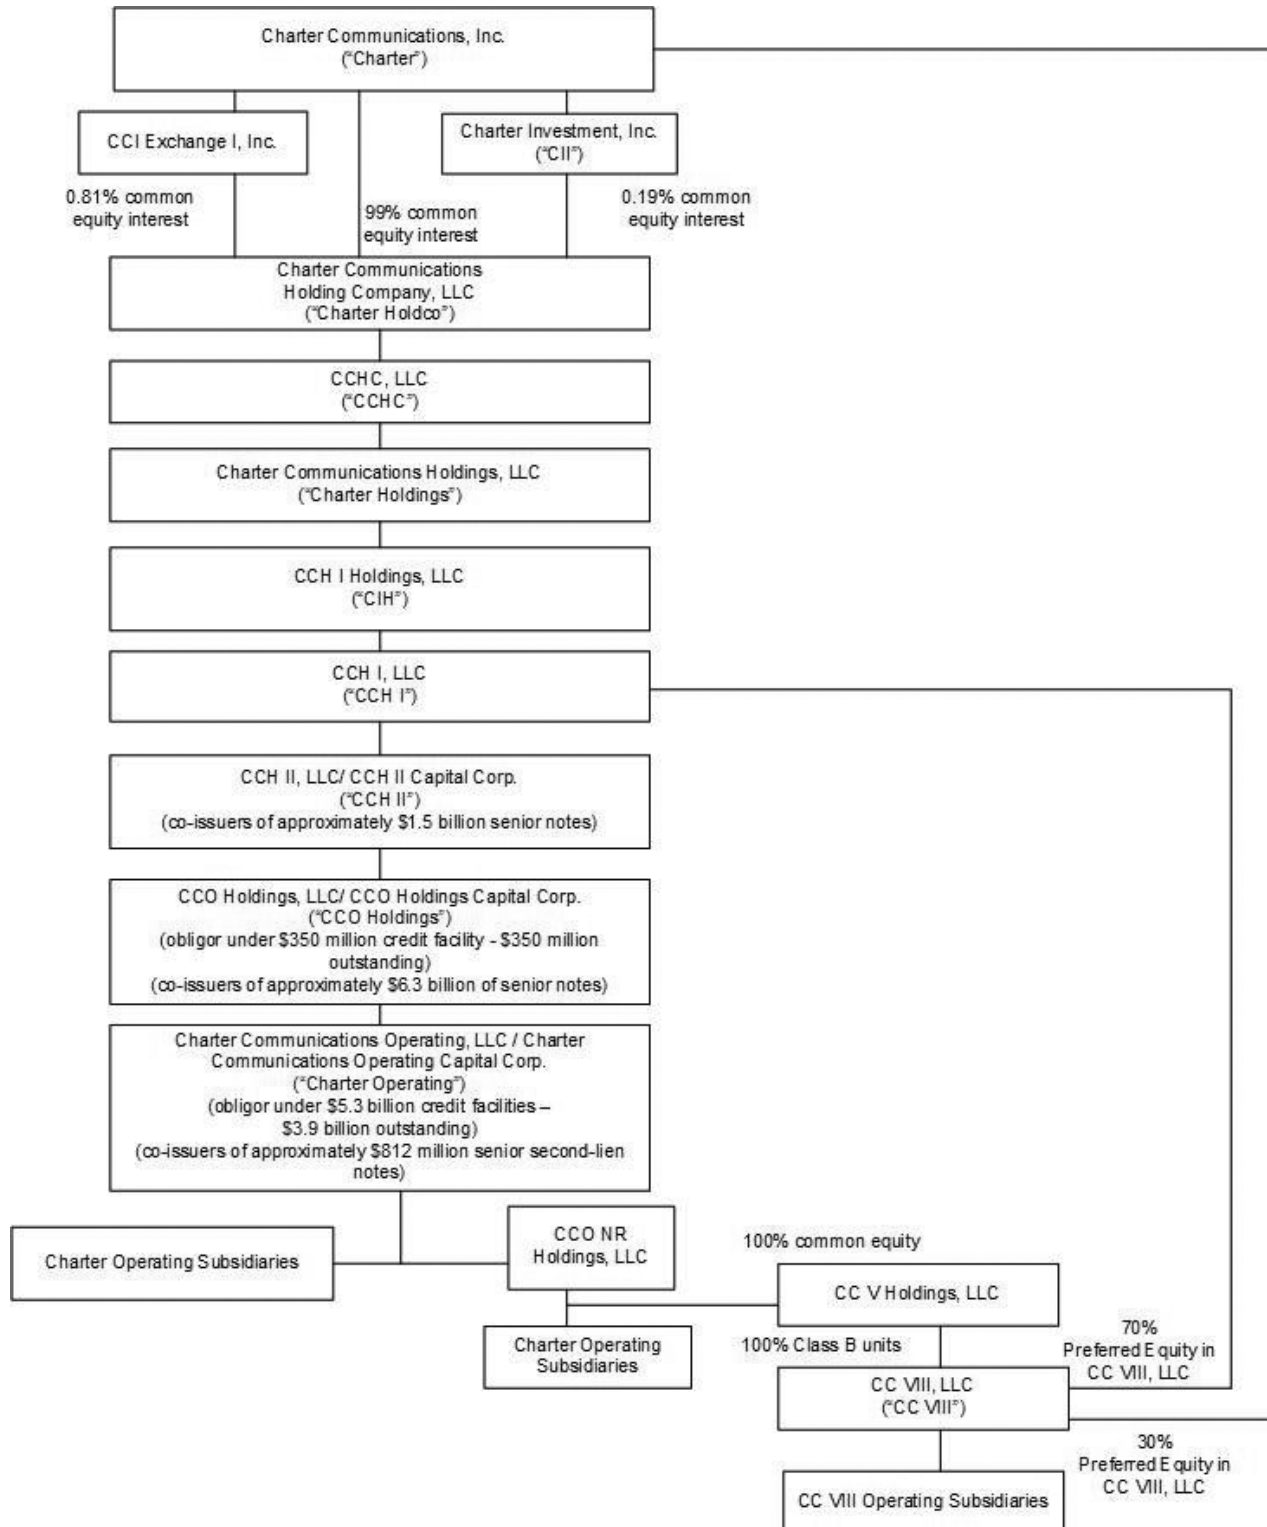 Charter Communications, Inc.
("Charter")
CCI Exchange I, Inc.
Charter Investment, Inc.
("CII")
0.81% common
equity interest
99% common
equity interest
0.19% common
equity interest
Charter Communications
Holding Company, LLC
("Charter Holdco")
CCHC, LLC
("CCHC")
Charter Communications Holdings, LLC
("Charter Holdings")
CCH I Holdings, LLC
("CIH")
CCH I, LLC
("CCH I")
CCH II, LLC/ CCH II Capital Corp.
("CCH II")
(co-issuers of approximately $1.5 billion senior notes)
CCO Holdings, LLC/ CCO Holdings Capital Corp.
("CCO Holdings")
(obligor under $350 million credit facility - $350 million
outstanding)
(co-issuers of approximately $6.3 billion of senior notes)
Charter Communications Operating, LLC / Charter
Communications Operating Capital Corp.
("Charter Operating")
(obligor under $5.3 billion credit facilities –
$3.9 billion outstanding)
(co-issuers of approximately $812 million senior second-lien
notes)
Charter Operating Subsidiaries
CCO NR
Holdings, LLC
100% common equity
CC V Holdings, LLC
Charter Operating
Subsidiaries
100% Class B units
70%
Preferred Equity in
CC VIII, LLC
CC VIII, LLC
("CC VIII")
30%
Preferred Equity in
CC VIII, LLC
CC VIII Operating Subsidiaries